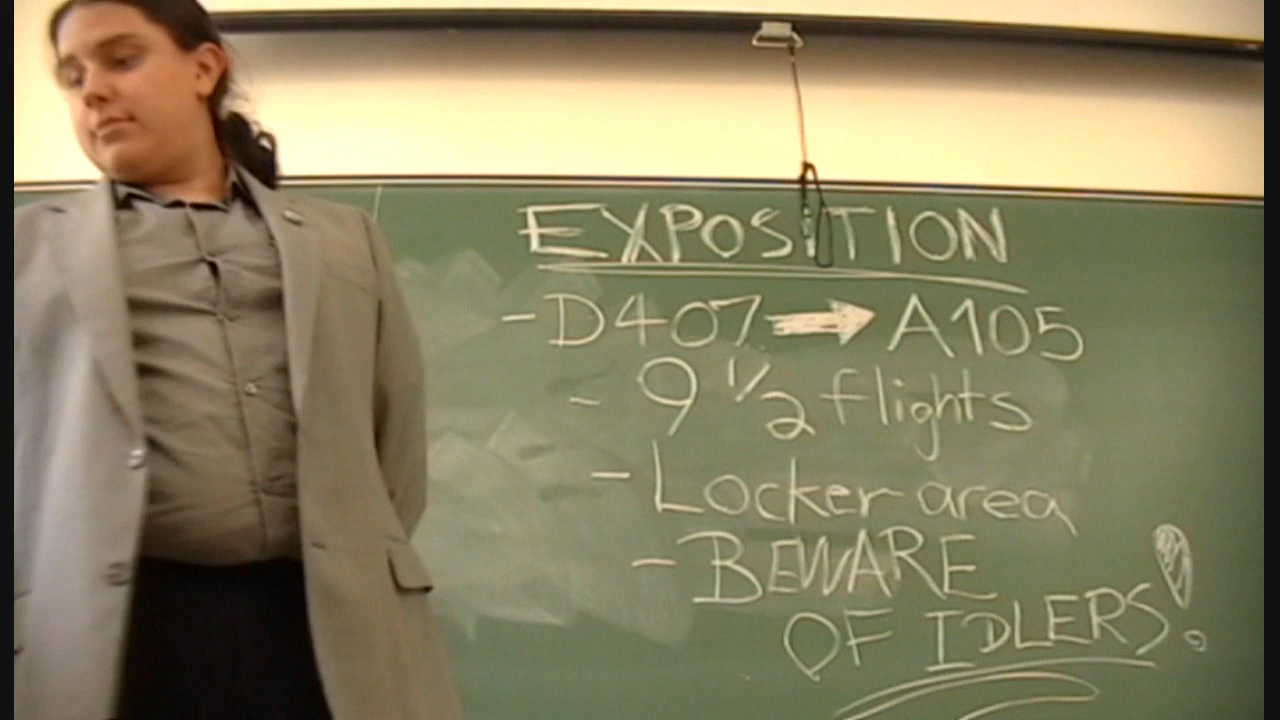 EXPOSITION
- D407 → A105
- 9 1/2 flights
- Locker area
- BEWARE
OF IDLERS!